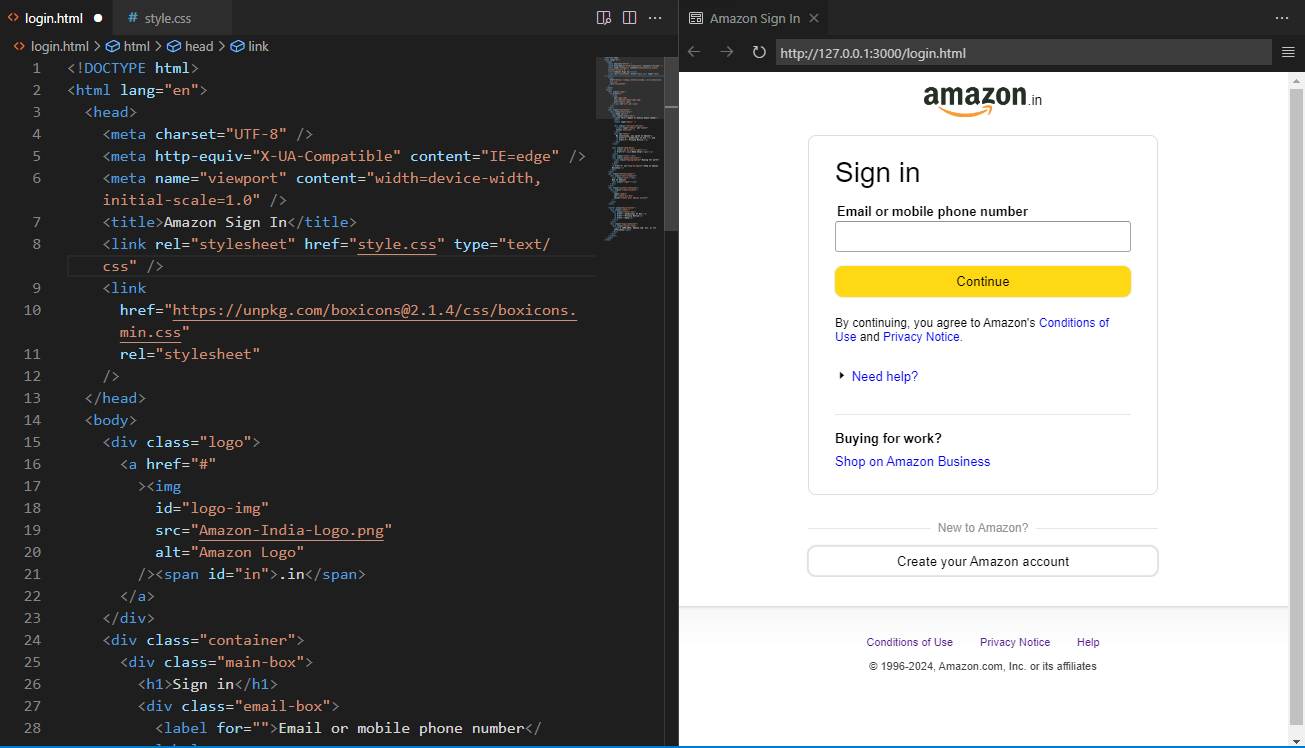 login.html
style.css
login.html > html > head > link
1 <!DOCTYPE html>
2 <html lang="en">
3 <head>
4 <meta charset="UTF-8" />
5 <meta http-equiv="X-UA-Compatible" content="IE=edge" />
6 <meta name="viewport" content="width=device-width,
initial-scale=1.0" />
7 <title>Amazon Sign In</title>
8 <link rel="stylesheet" href="style.css" type="text/
css" />
9 <link
10 href="https://unpkg.com/boxicons@2.1.4/css/boxicons.
min.css"
11 rel="stylesheet"
12 />
13 </head>
14 <body>
15 <div class="logo">
16 <a href="#"
17 ><img
18 id="logo-img"
19 src="Amazon-India-Logo.png"
20 alt="Amazon Logo"
21 /><span id="in">.in</span>
22 </a>
23 </div>
24 <div class="container">
25 <div class="main-box">
26 <h1>Sign in</h1>
27 <div class="email-box">
28 <label for="">Email or mobile phone number</
Amazon Sign In
http://127.0.0.1:3000/login.html
amazon.in
Sign in
Email or mobile phone number
Continue
By continuing, you agree to Amazon's Conditions of
Use and Privacy Notice.
Need help?
Buying for work?
Shop on Amazon Business
New to Amazon?
Create your Amazon account
Conditions of Use Privacy Notice Help
© 1996-2024, Amazon.com, Inc. or its affiliates